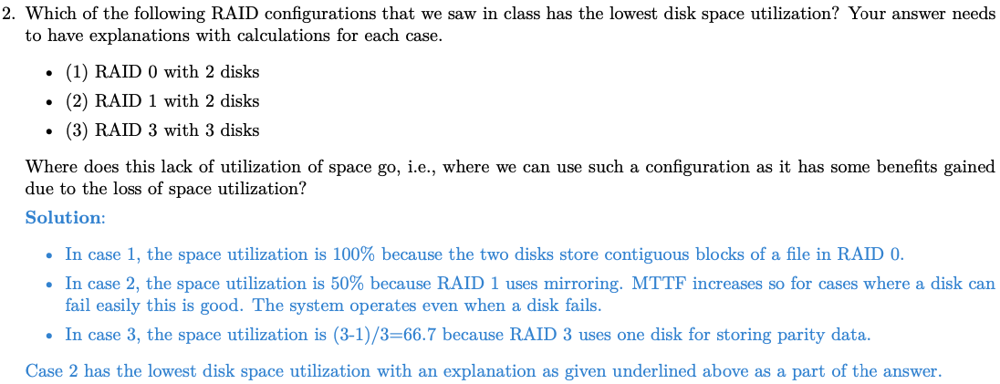 2. Which of the following RAID configurations that we saw in class has the lowest disk space utilization? Your answer needs
to have explanations with calculations for each case.
• (1) RAID 0 with 2 disks
• (2) RAID 1 with 2 disks
• (3) RAID 3 with 3 disks
Where does this lack of utilization of space go, i.e., where we can use such a configuration as it has some benefits gained
due to the loss of space utilization?
Solution:
• In case 1, the space utilization is 100% because the two disks store contiguous blocks of a file in RAID 0.
• In case 2, the space utilization is 50% because RAID 1 uses mirroring. MTTF increases so for cases where a disk can
fail easily this is good. The system operates even when a disk fails.
• In case 3, the space utilization is (3-1)/3=66.7 because RAID 3 uses one disk for storing parity data.
Case 2 has the lowest disk space utilization with an explanation as given underlined above as a part of the answer.